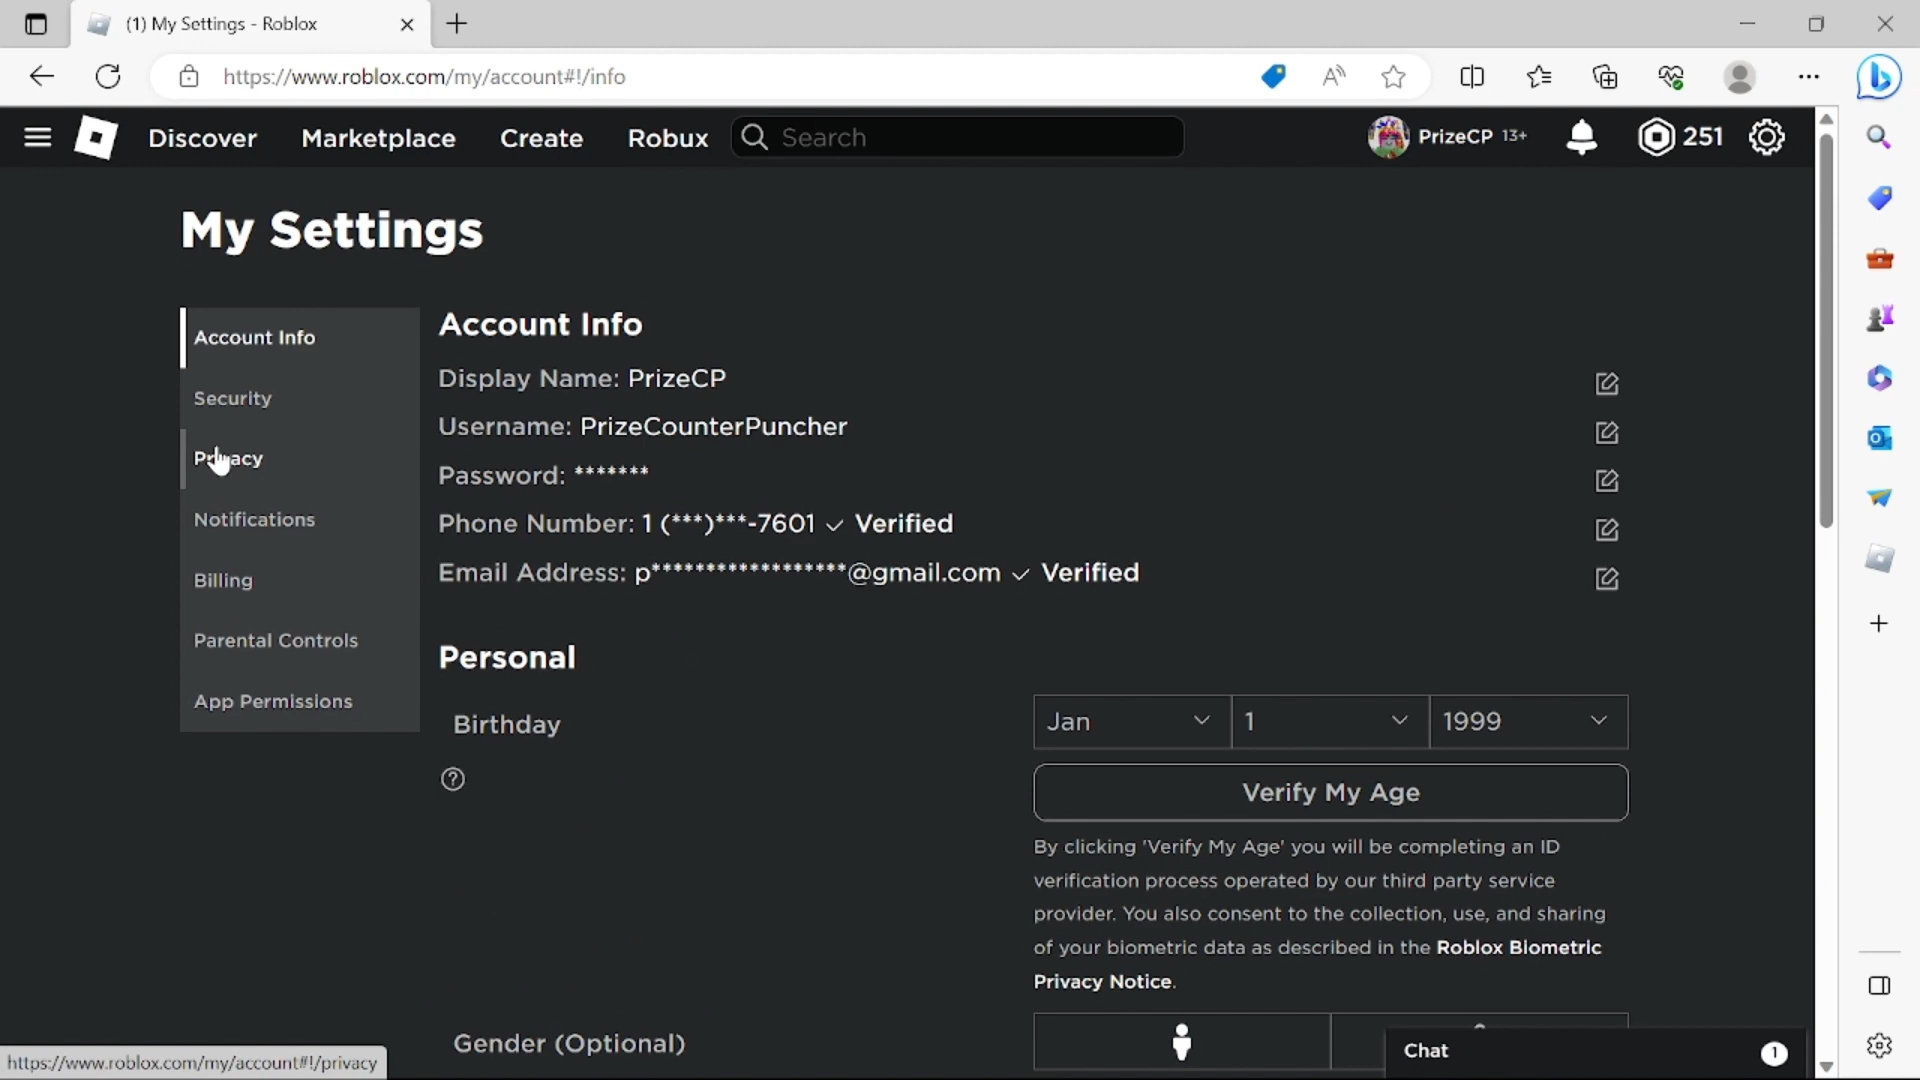 (1) My Settings - Roblox
https://www.roblox.com/my/account#!/info
Discover Marketplace Create Robux Search PrizeCP 13+ 251
My Settings
Account Info
Security
Privacy
Notifications
Billing
Parental Controls
App Permissions
Account Info
Display Name: PrizeCP
Username: PrizeCounterPuncher
Password: *******
Phone Number: 1 (***)***-7601 ✓ Verified
Email Address: p******************@gmail.com ✓ Verified
Personal
Birthday
Jan 1 1999
Verify My Age
By clicking 'Verify My Age' you will be completing an ID
verification process operated by our third party service
provider. You also consent to the collection, use, and sharing
of your biometric data as described in the Roblox Biometric
Privacy Notice.
Gender (Optional)
Chat 1
https://www.roblox.com/my/account#!/privacy